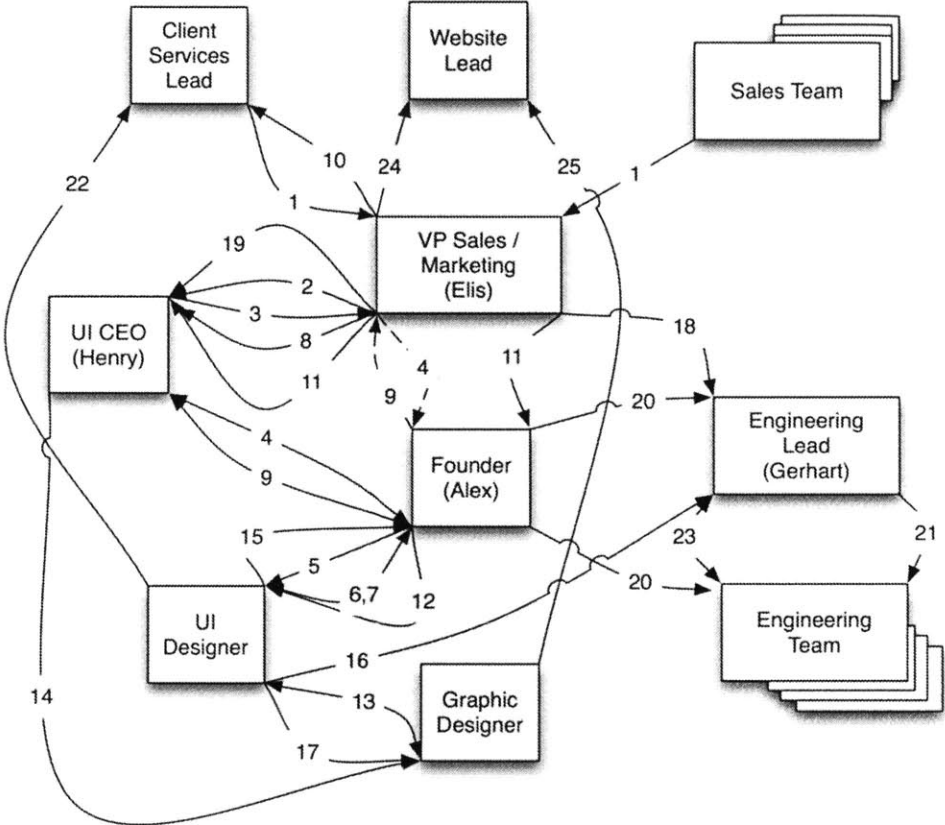 Client
Services
Lead
Website
Lead
Sales Team
10
24
25
1
22
1
19
VP Sales /
Marketing
(Elis)
2
3
UI CEO
(Henry)
8
18
11
4
11
9
20
4
Engineering
Lead
(Gerhart)
Founder
(Alex)
9
15
23
21
5
20
6,7
12
UI
Designer
Engineering
Team
16
14
13
Graphic
Designer
17